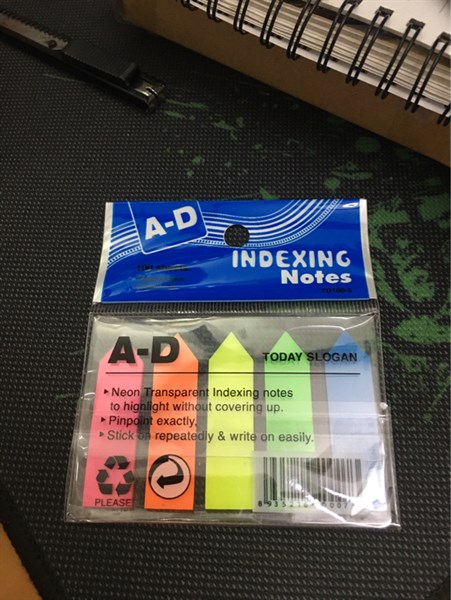 A-D
INDEXING
Notes
A-D
TODAY SLOGAN
Neon Transparent Indexing notes
to highlight without covering up.
Pinpoint exactly.
Stick on repeatedly & write on easily.
PLEASE